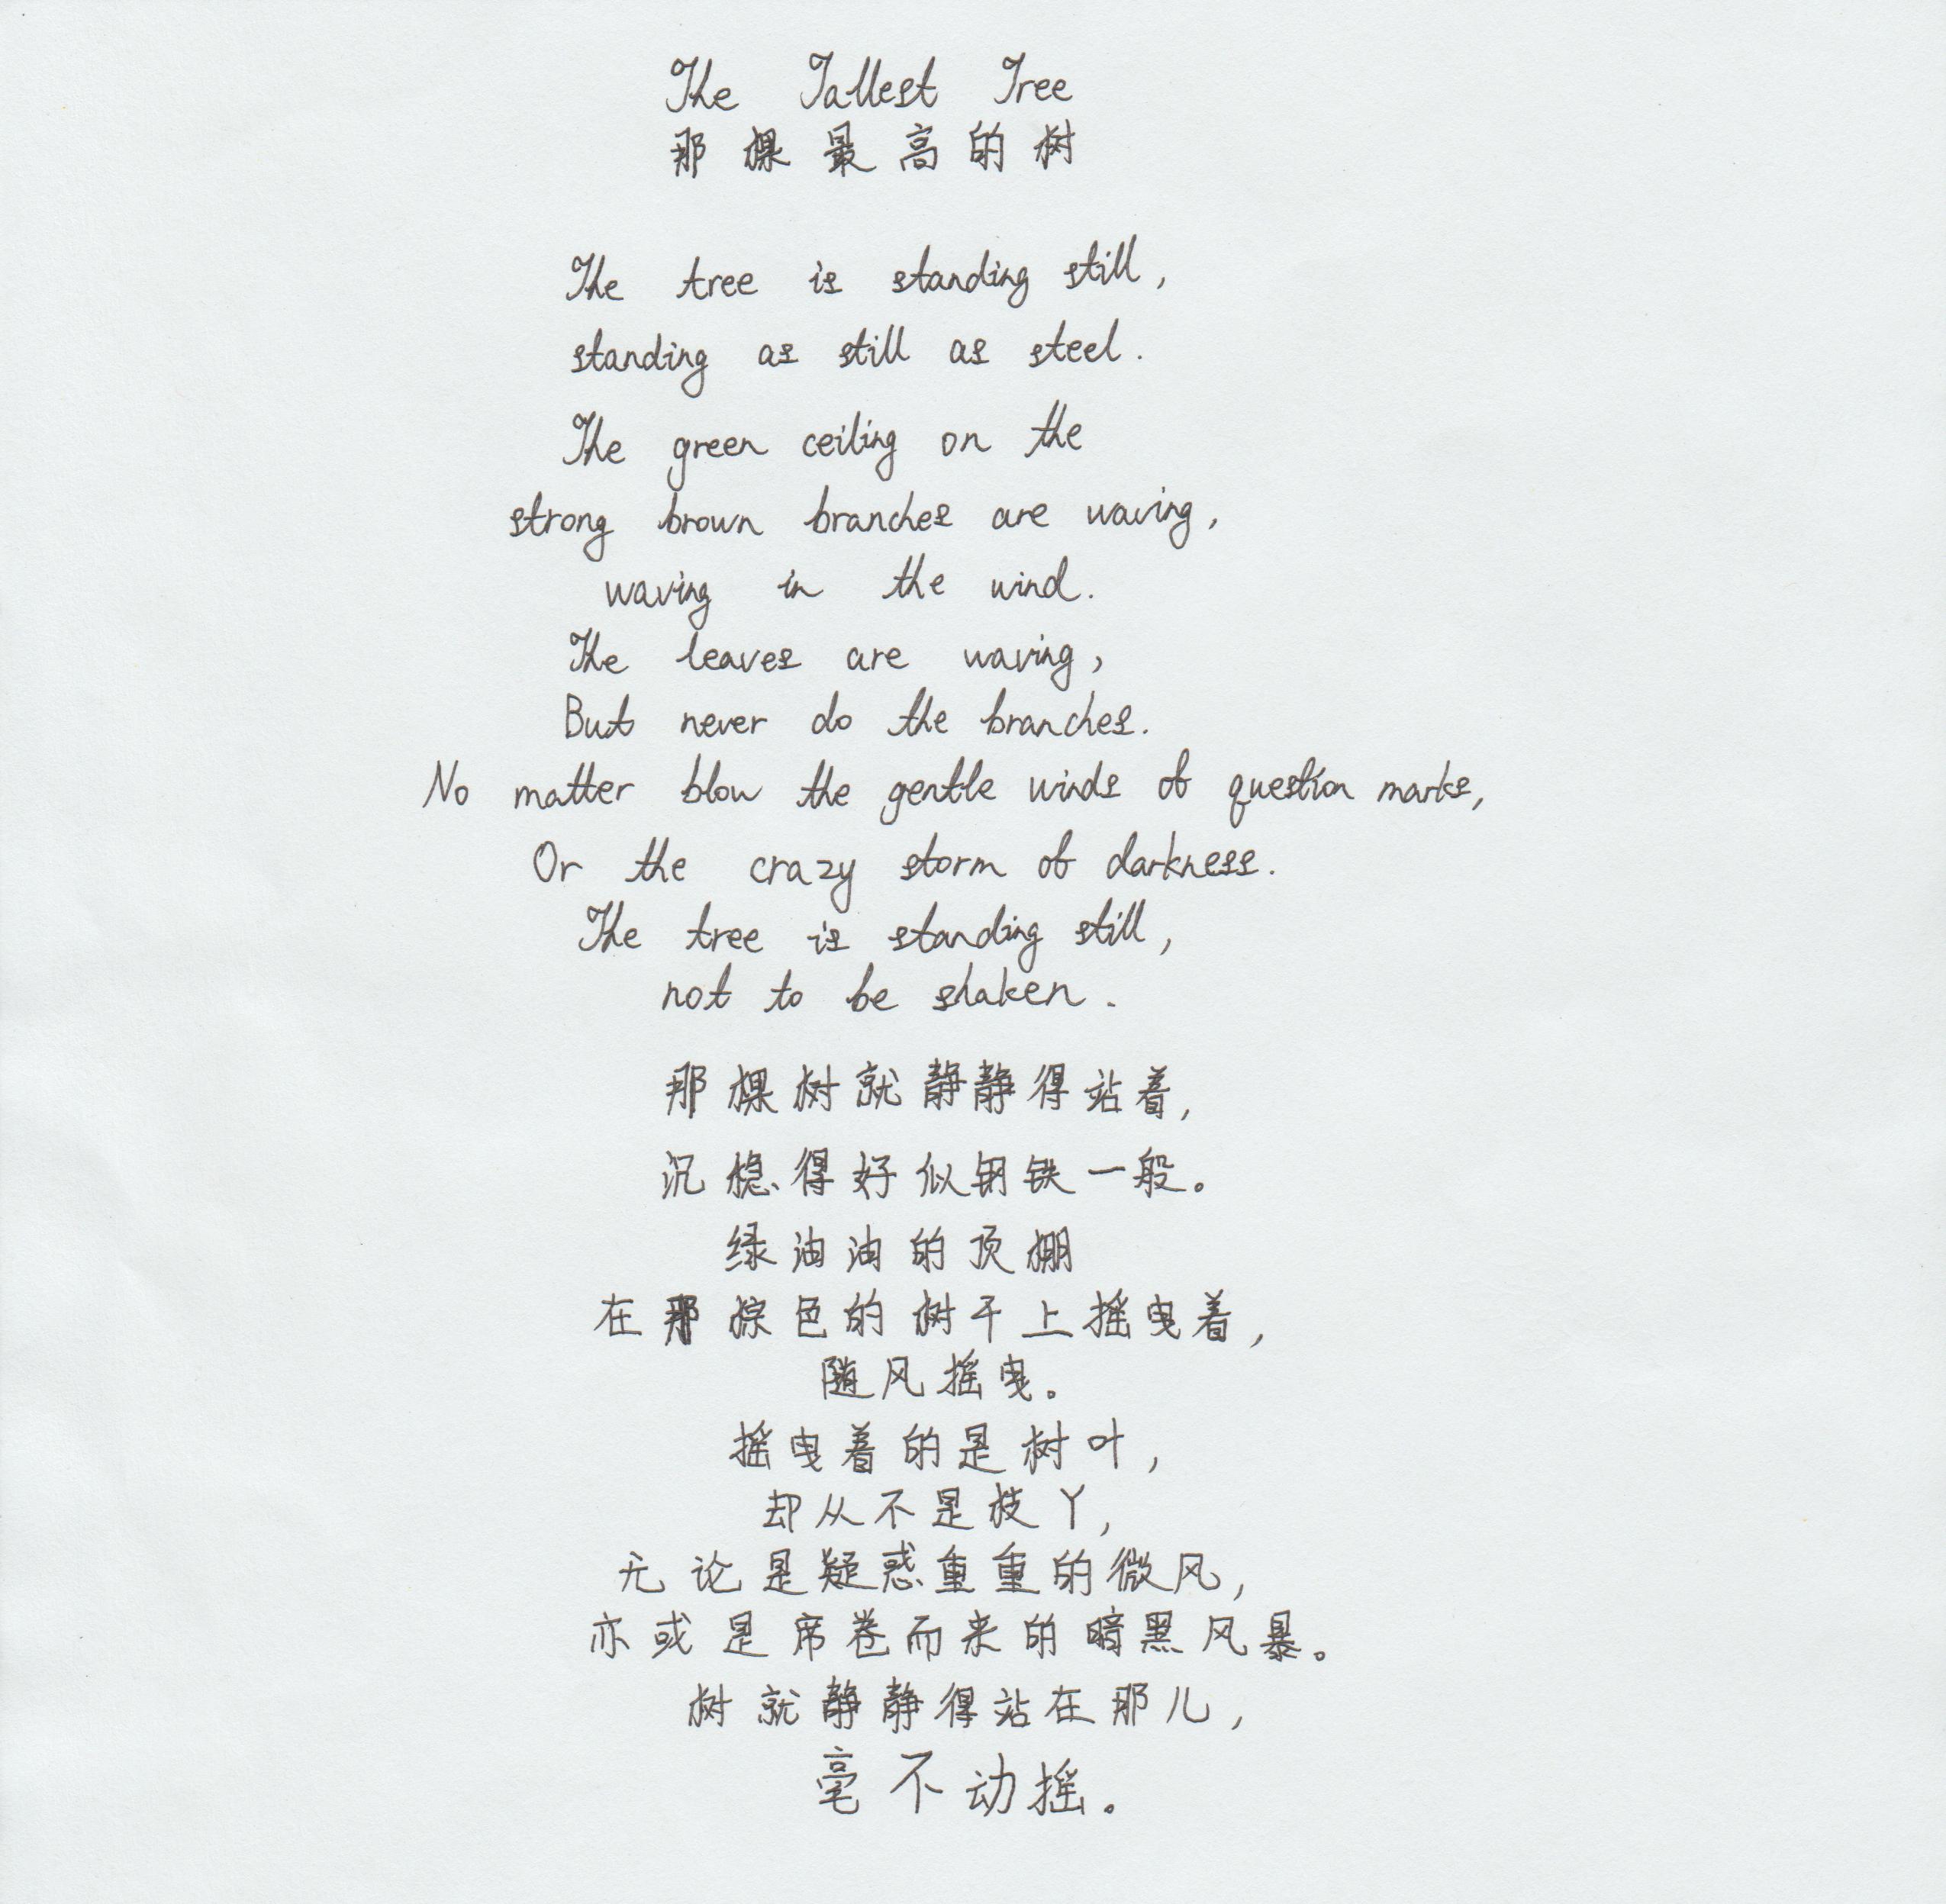 The Tallest Tree
那棵最高的树
The tree is standing still,
standing as still as steel.
The green ceiling on the
strong brown branches are waving,
waving in the wind.
The leaves are waving,
But never do the branches.
No matter blow the gentle winds of question marks,
Or the crazy storm of darkness.
The tree is standing still,
not to be shaken.
那棵树就静静得站着,
沉稳得好似钢铁一般。
绿油油的顶棚
在那棕色的树干上摇曳着,
随风摇曳。
摇曳着的是树叶,
却从不是枝丫,
无论是疑惑重重的微风,
亦或是席卷而来的暗黑风暴。
树就静静得站在那儿,
毫不动摇。